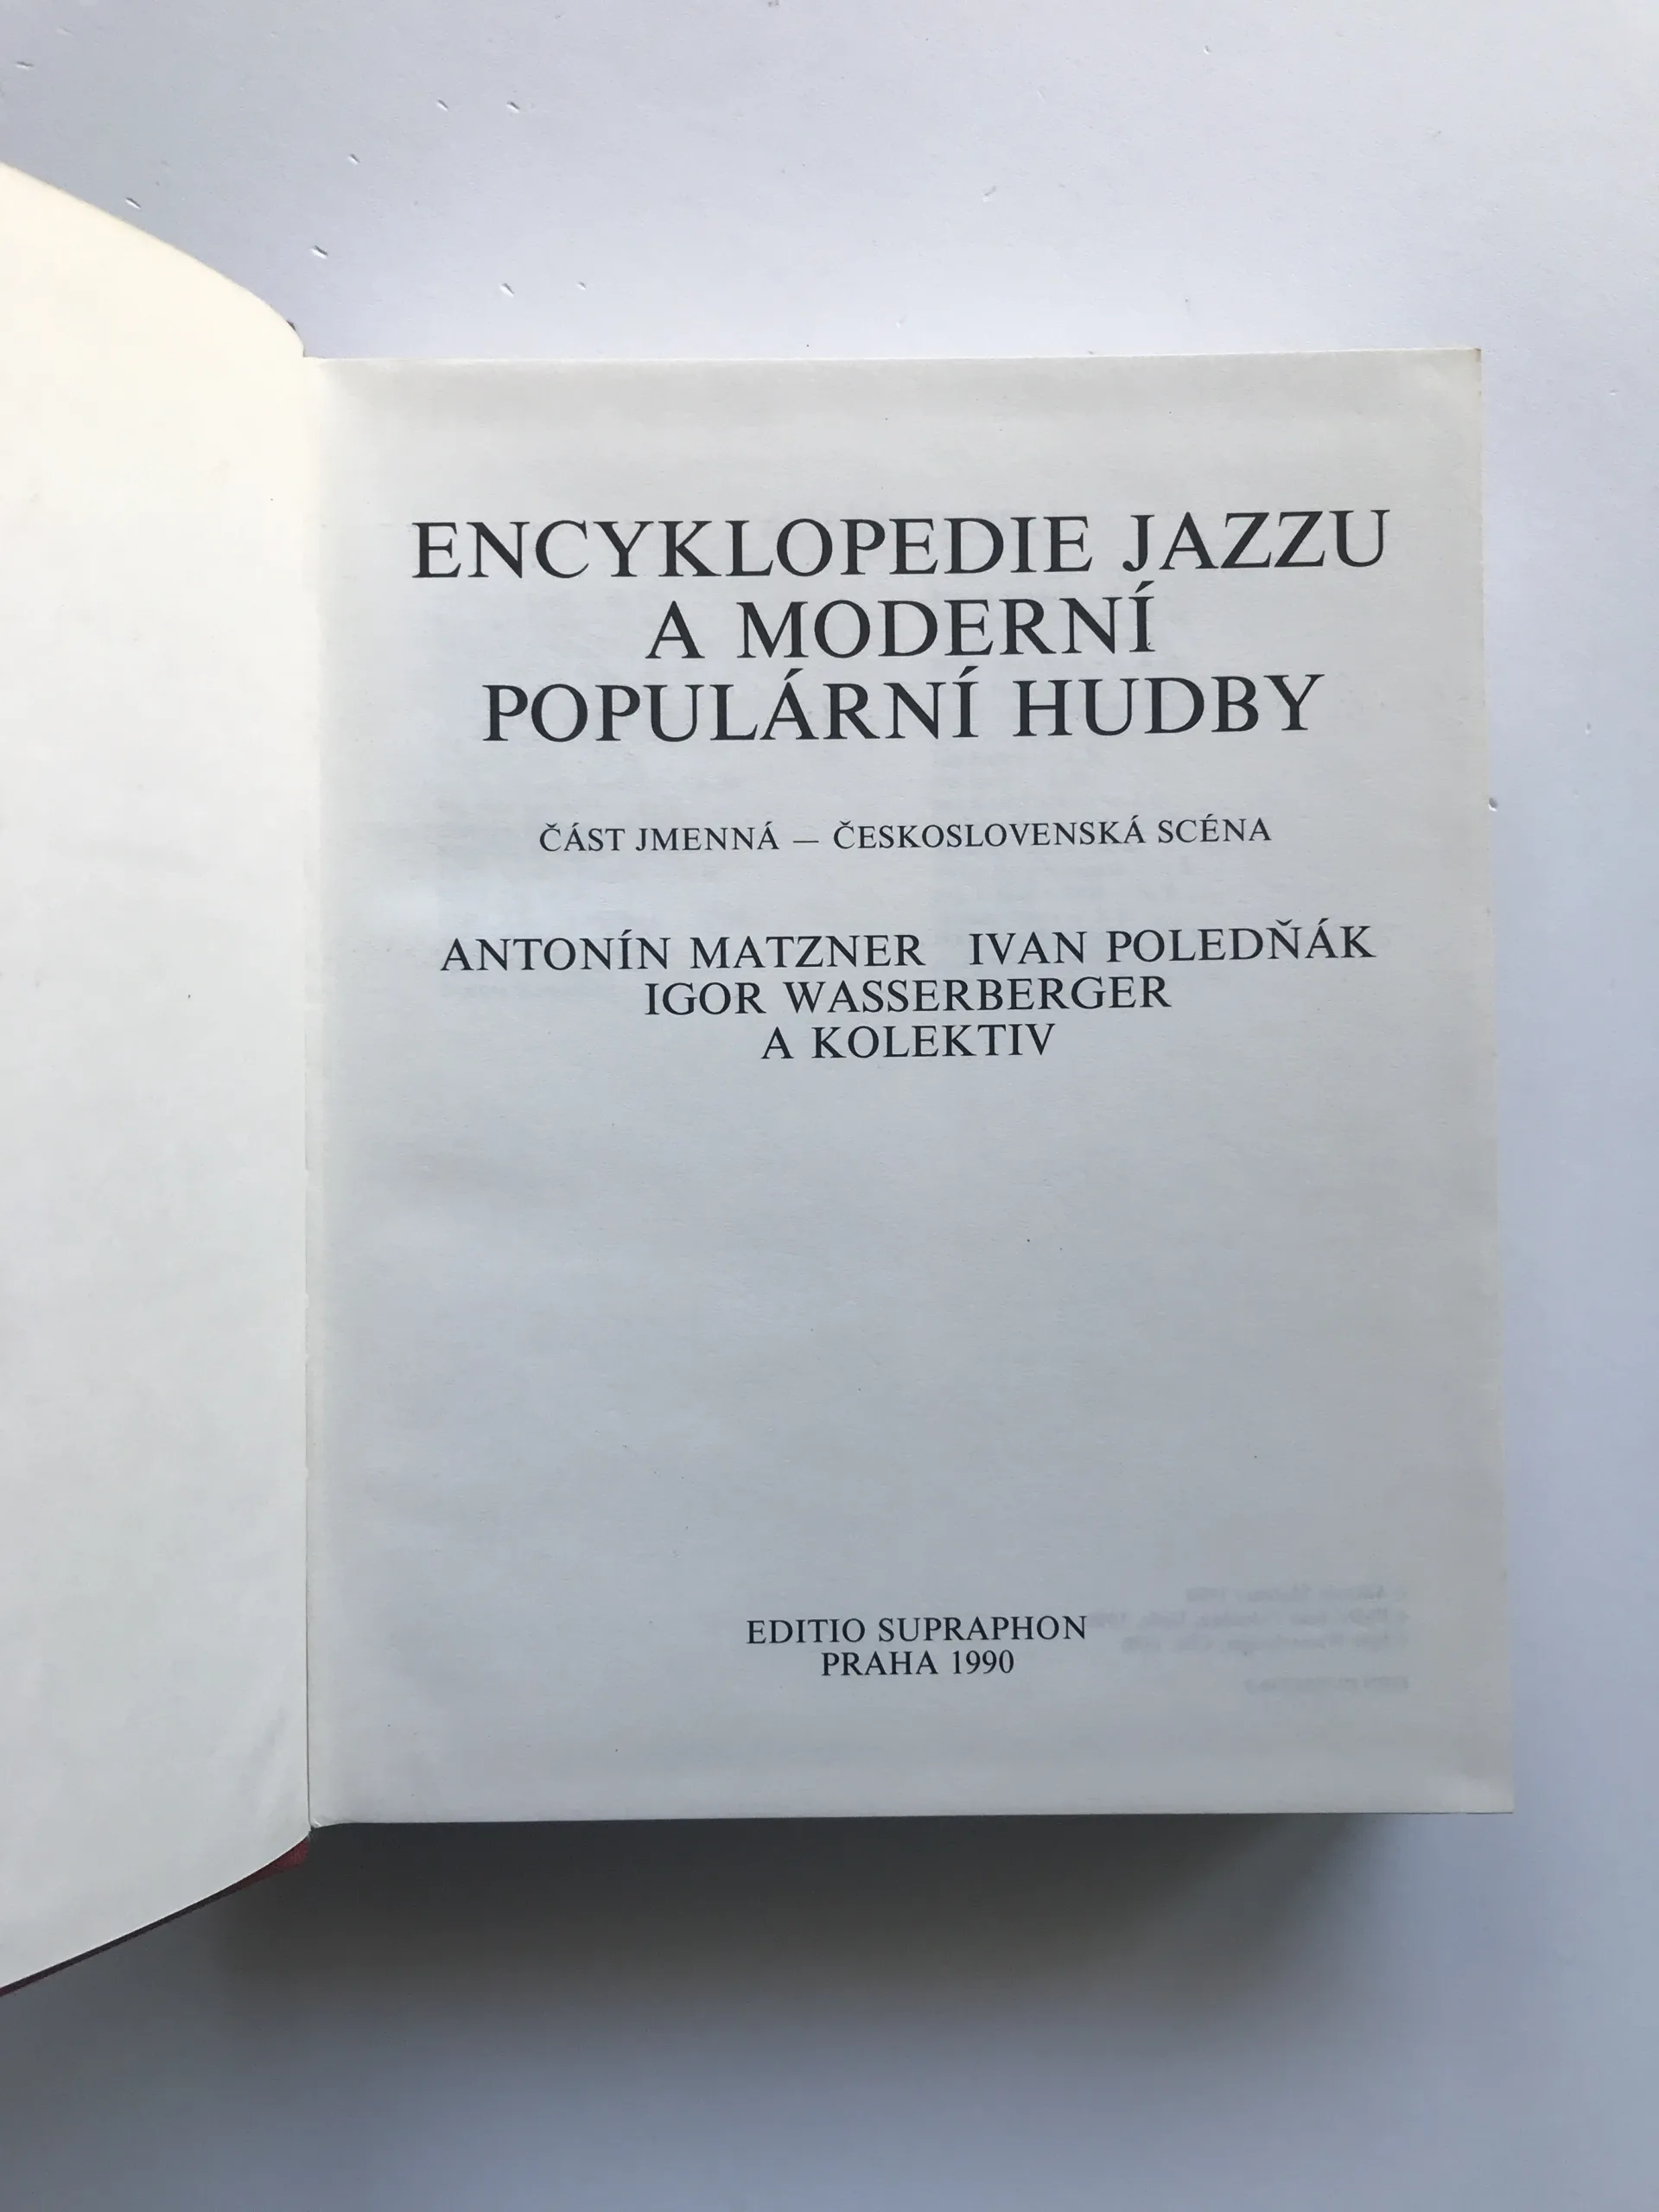 ENCYKLOPEDIE JAZZU
A MODERNÍ
POPULÁRNÍ HUDBY
ČÁST JMENNÁ – ČESKOSLOVENSKÁ SCÉNA
ANTONÍN MATZNER IVAN POLEDŇÁK
IGOR WASSERBERGER
A KOLEKTIV
EDITIO SUPRAPHON
PRAHA 1990